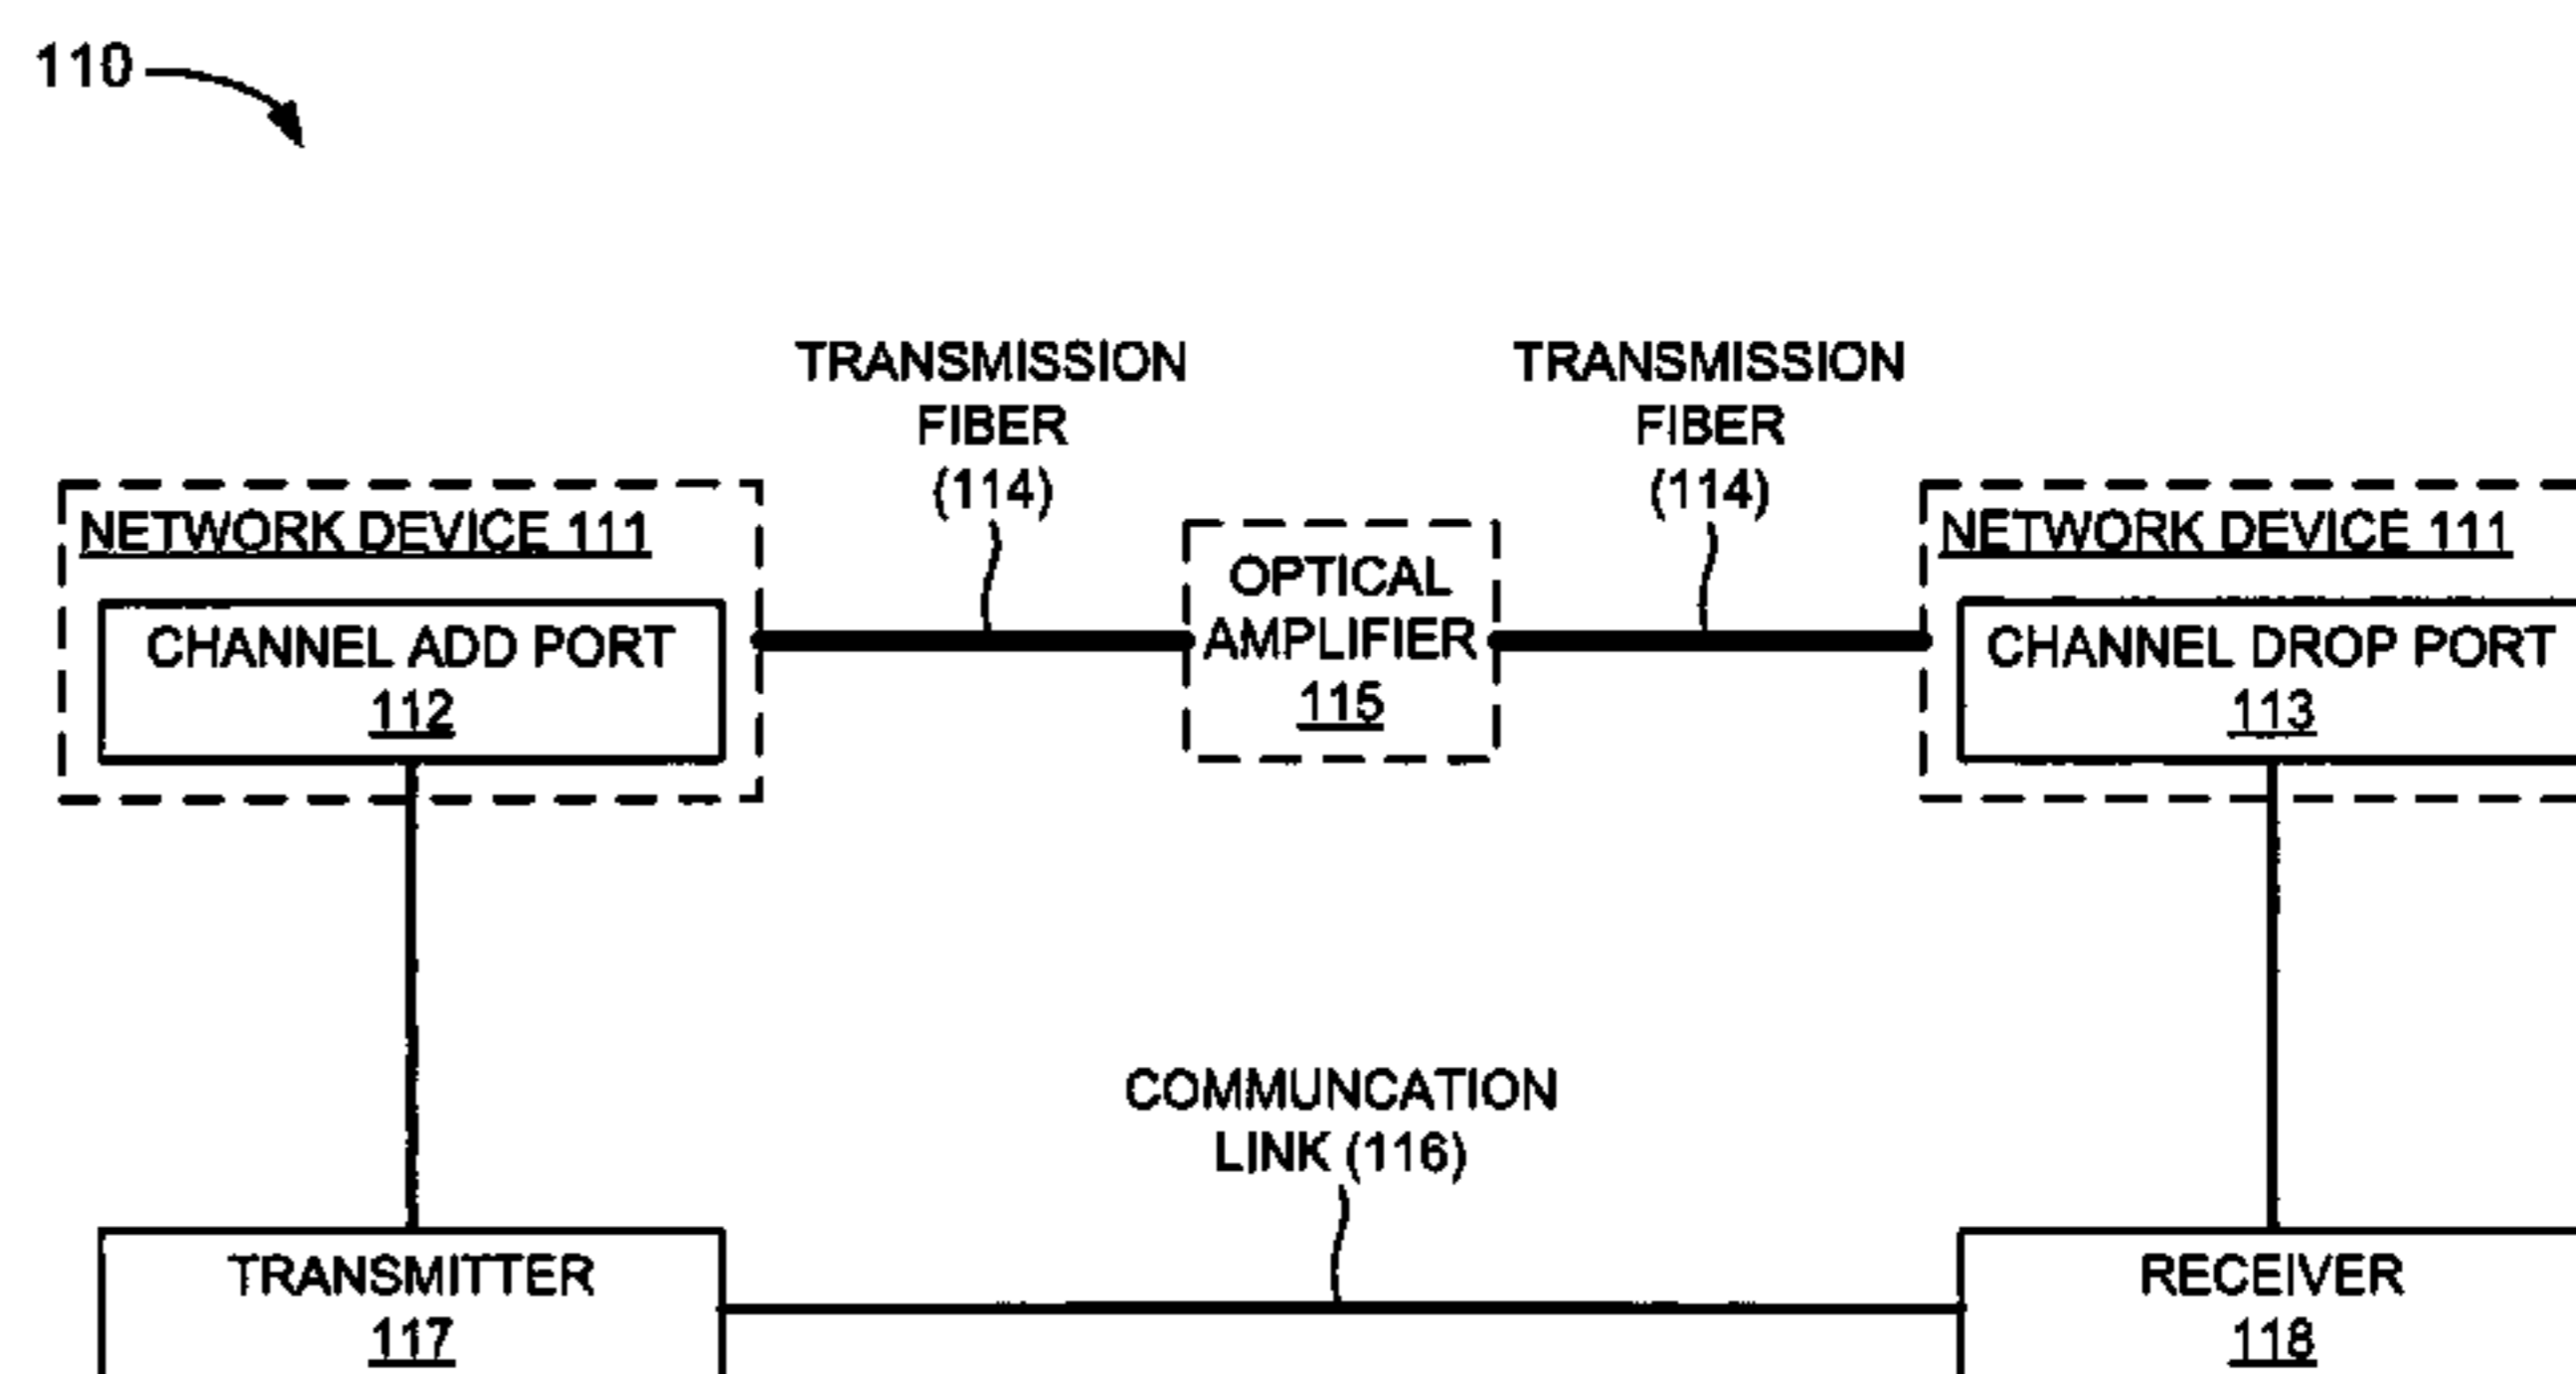 110
TRANSMISSION
FIBER
(114)
TRANSMISSION
FIBER
(114)
NETWORK DEVICE 111
CHANNEL ADD PORT
112
OPTICAL
AMPLIFIER
115
NETWORK DEVICE 111
CHANNEL DROP PORT
113
COMMUNCATION
LINK (116)
TRANSMITTER
117
RECEIVER
118